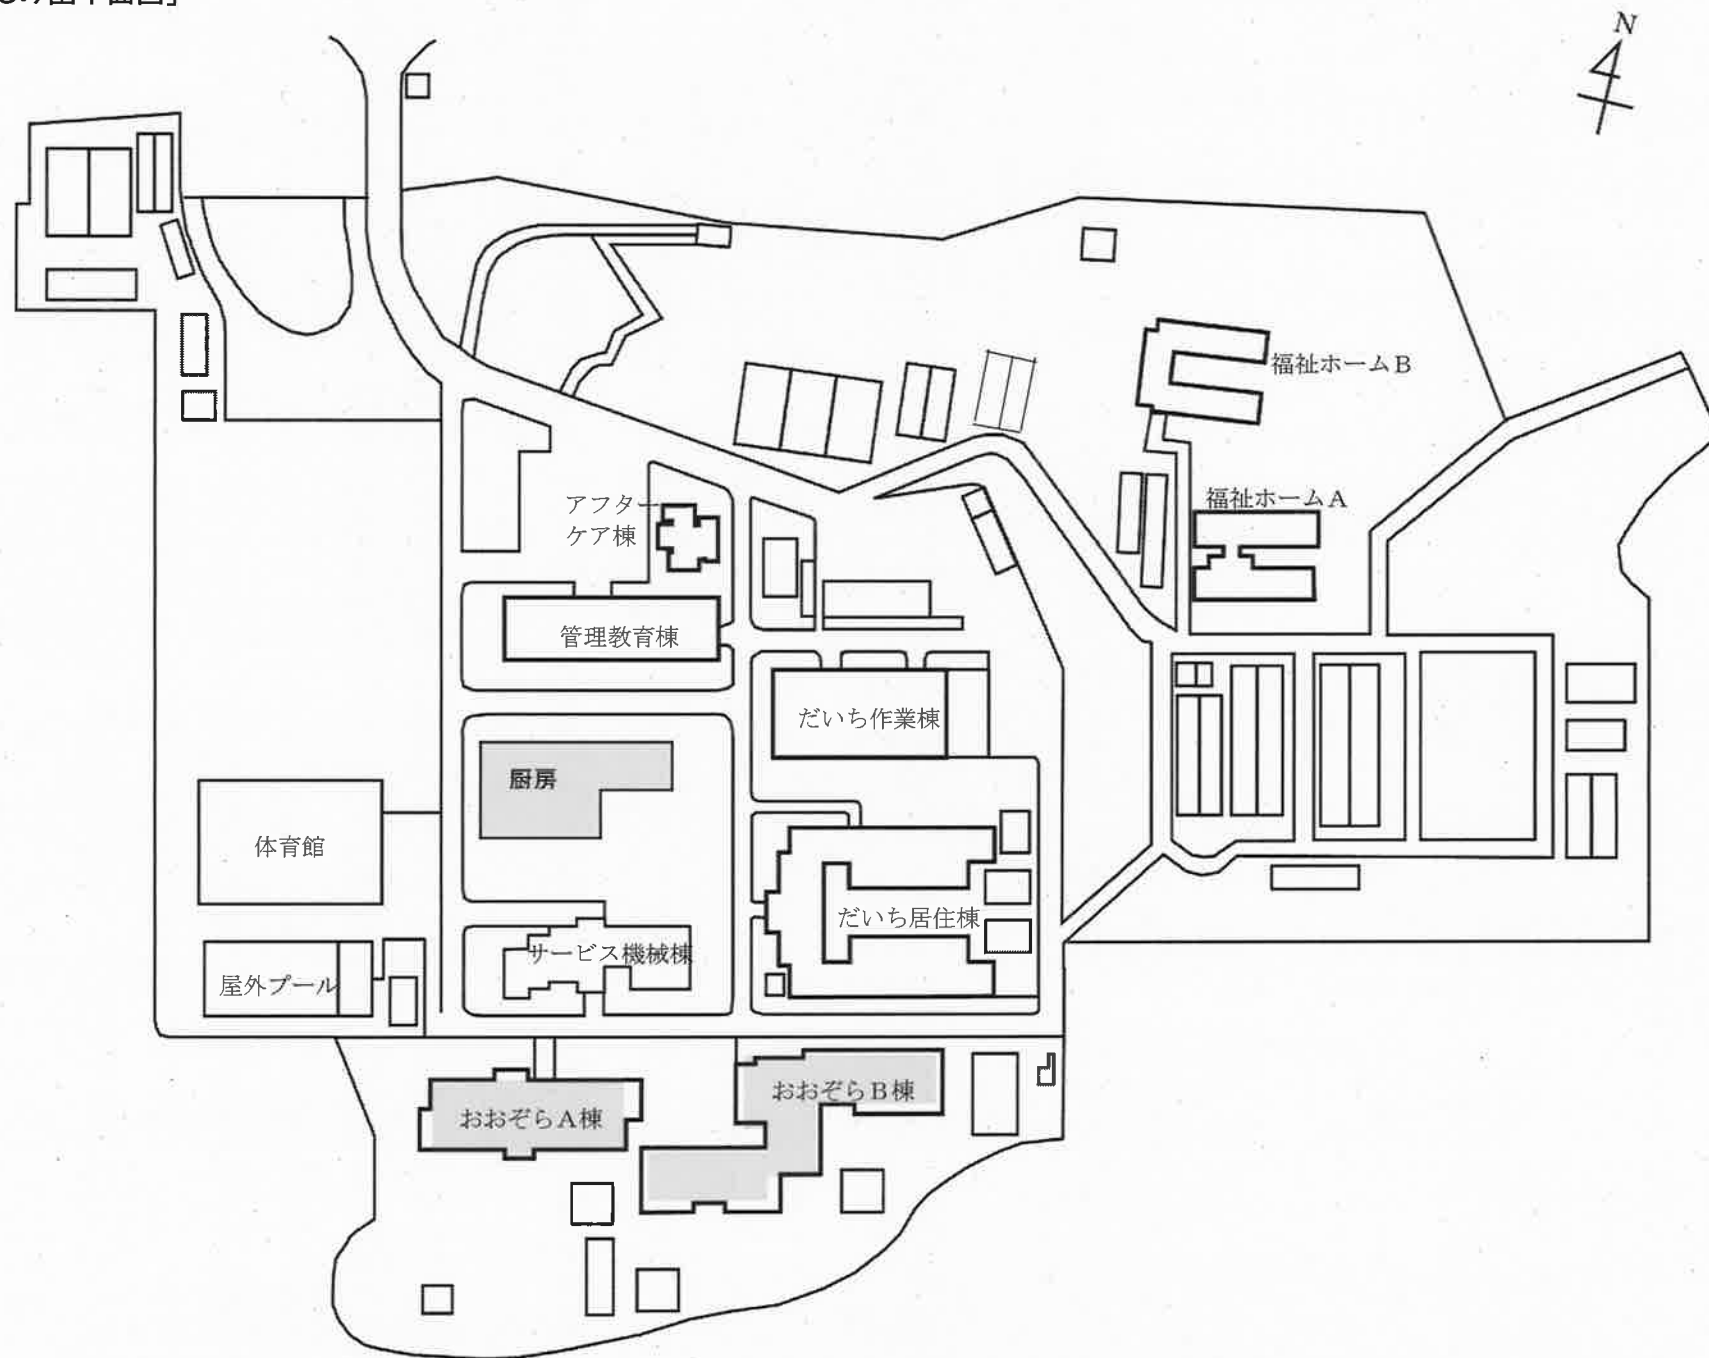 N
福祉ホームB
福祉ホームA
アフター
ケア棟
管理教育棟
だいち作業棟
厨房
体育館
だいち居住棟
サービス機械棟
屋外プール
おおぞらA棟
おおぞらB棟